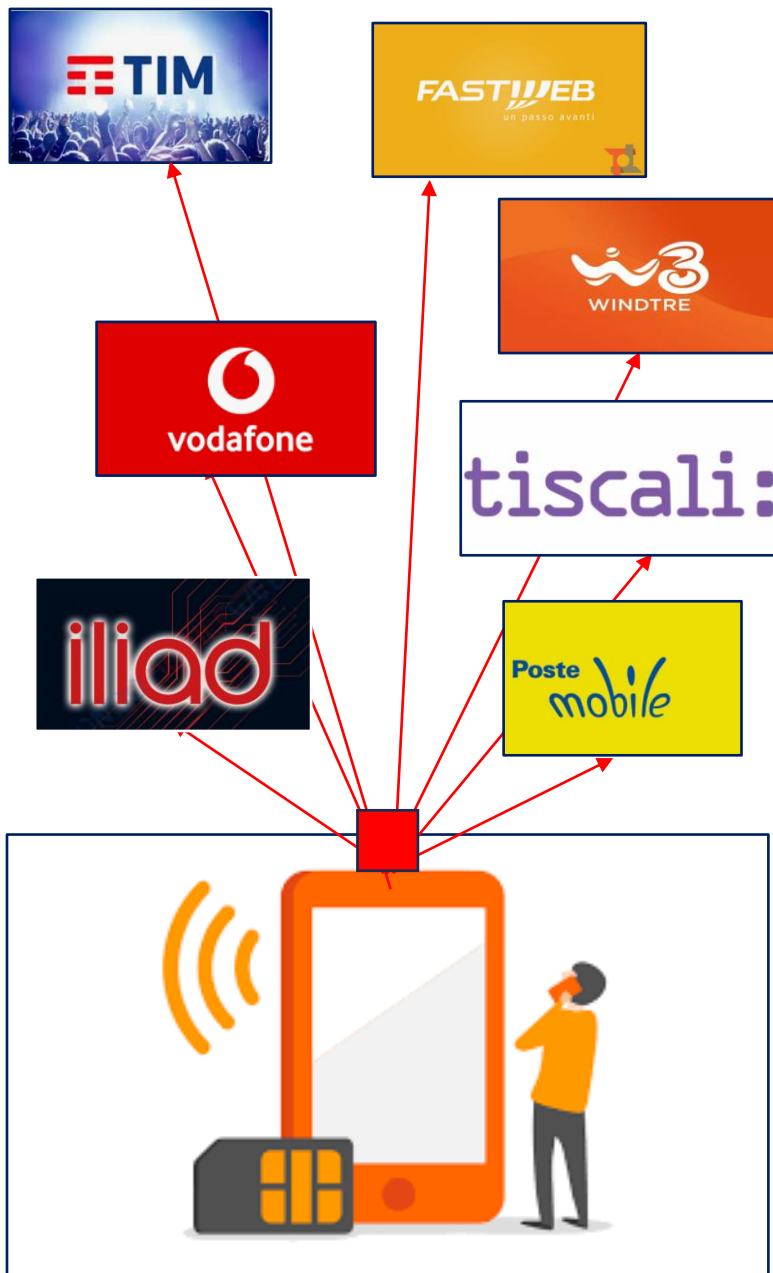 TIM
FASTWEB
un passo avanti
WINDTRE
vodafone
tiscali:
iliad
Poste
mobile